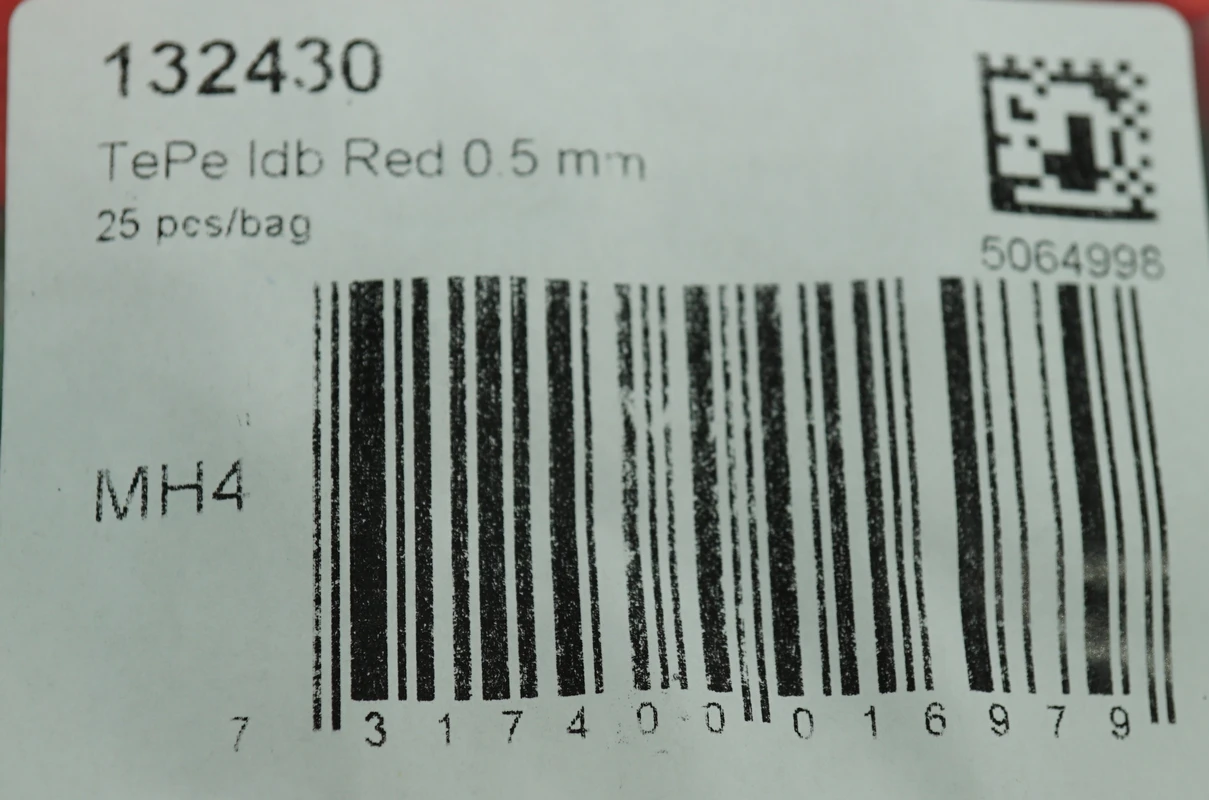 132430
TePe Idb Red 0.5 mm
25 pcs/bag
5064998
MH4
7 317400 016979